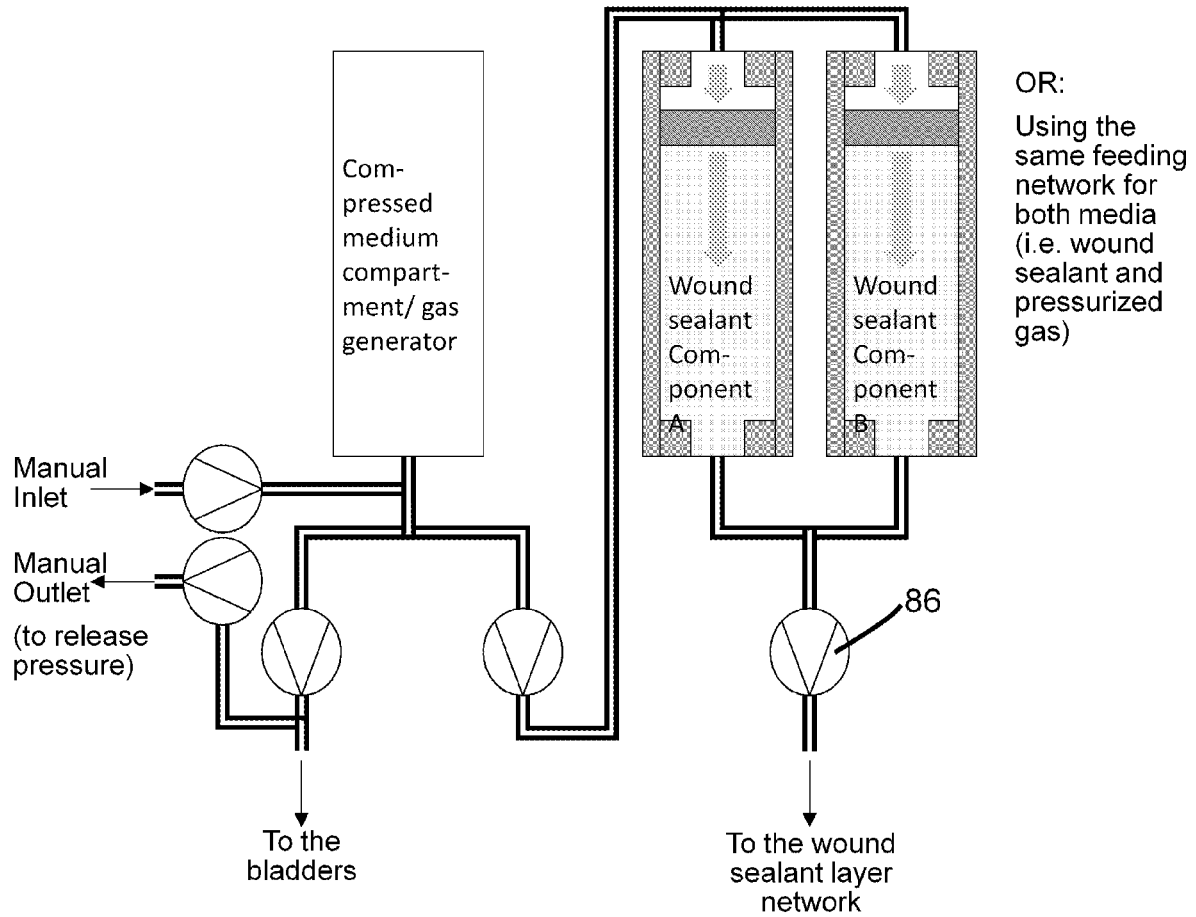 Com-
pressed
medium
compart-
ment/ gas
generator
Wound
sealant
Com-
ponent
A
Wound
sealant
Com-
ponent
B
OR:
Using the
same feeding
network for
both media
(i.e. wound
sealant and
pressurized
gas)
Manual
Inlet
Manual
Outlet
(to release
pressure)
86
To the
bladders
To the wound
sealant layer
network